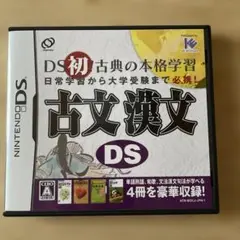 DS初古典の本格学習
日常学習から大学受験まで必携!
古文漢文
DS
NINTENDO DS
CERO
A
4冊を豪華収録!